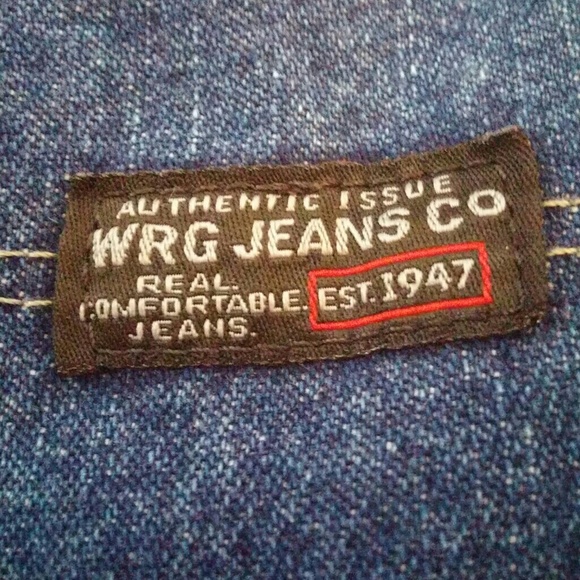 AUTHENTIC ISSUE
WRG JEANS CO
REAL.
COMFORTABLE.
JEANS.
EST. 1947